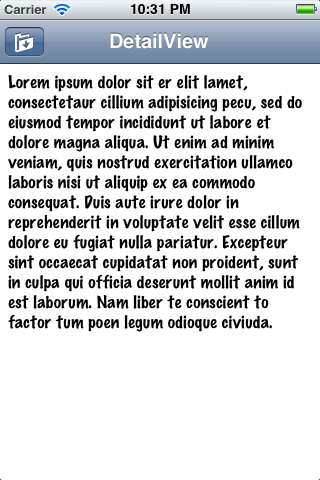 Carrier 10:31 PM
DetailView
Lorem ipsum dolor sit er elit lamet,
consectetaur cillium adipisicing pecu, sed do
eiusmod tempor incididunt ut labore et
dolore magna aliqua. Ut enim ad minim
veniam, quis nostrud exercitation ullamco
laboris nisi ut aliquip ex ea commodo
consequat. Duis aute irure dolor in
reprehenderit in voluptate velit esse cillum
dolore eu fugiat nulla pariatur. Excepteur
sint occaecat cupidatat non proident, sunt
in culpa qui officia deserunt mollit anim id
est laborum. Nam liber te conscient to
factor tum poen legum odioque civiuda.